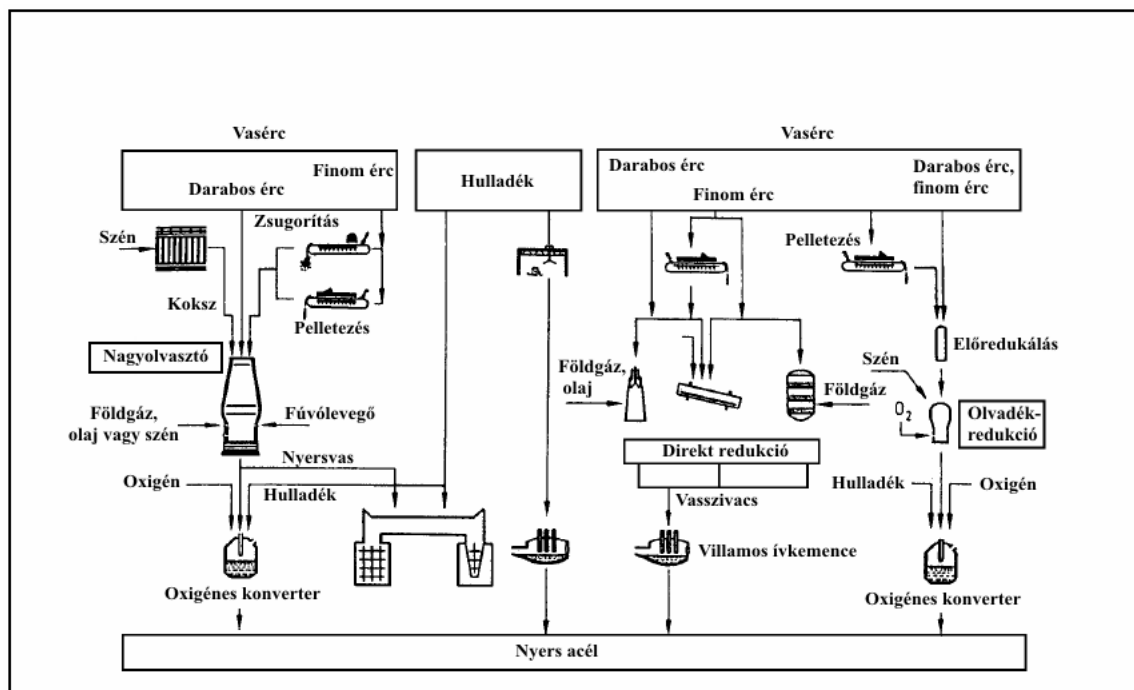 Vasérc
Vasérc
Finom érc
Darabos érc
Hulladék
Darabos érc
Finom érc
Darabos érc,
finom érc
Zsugorítás
Szén
Koksz
Pelletezés
Pelletezés
Nagyolvasztó
Földgáz,
olaj vagy szén
Fúvólevegő
Nyersvas
Oxigén
Hulladék
Oxigénes konverter
Földgáz,
olaj
Földgáz
Direkt redukció
Vasszivacs
Villamos ívkemence
Előredukálás
Szén
O2
Olvadék-
redukció
Hulladék
Oxigén
Oxigénes konverter
Nyers acél